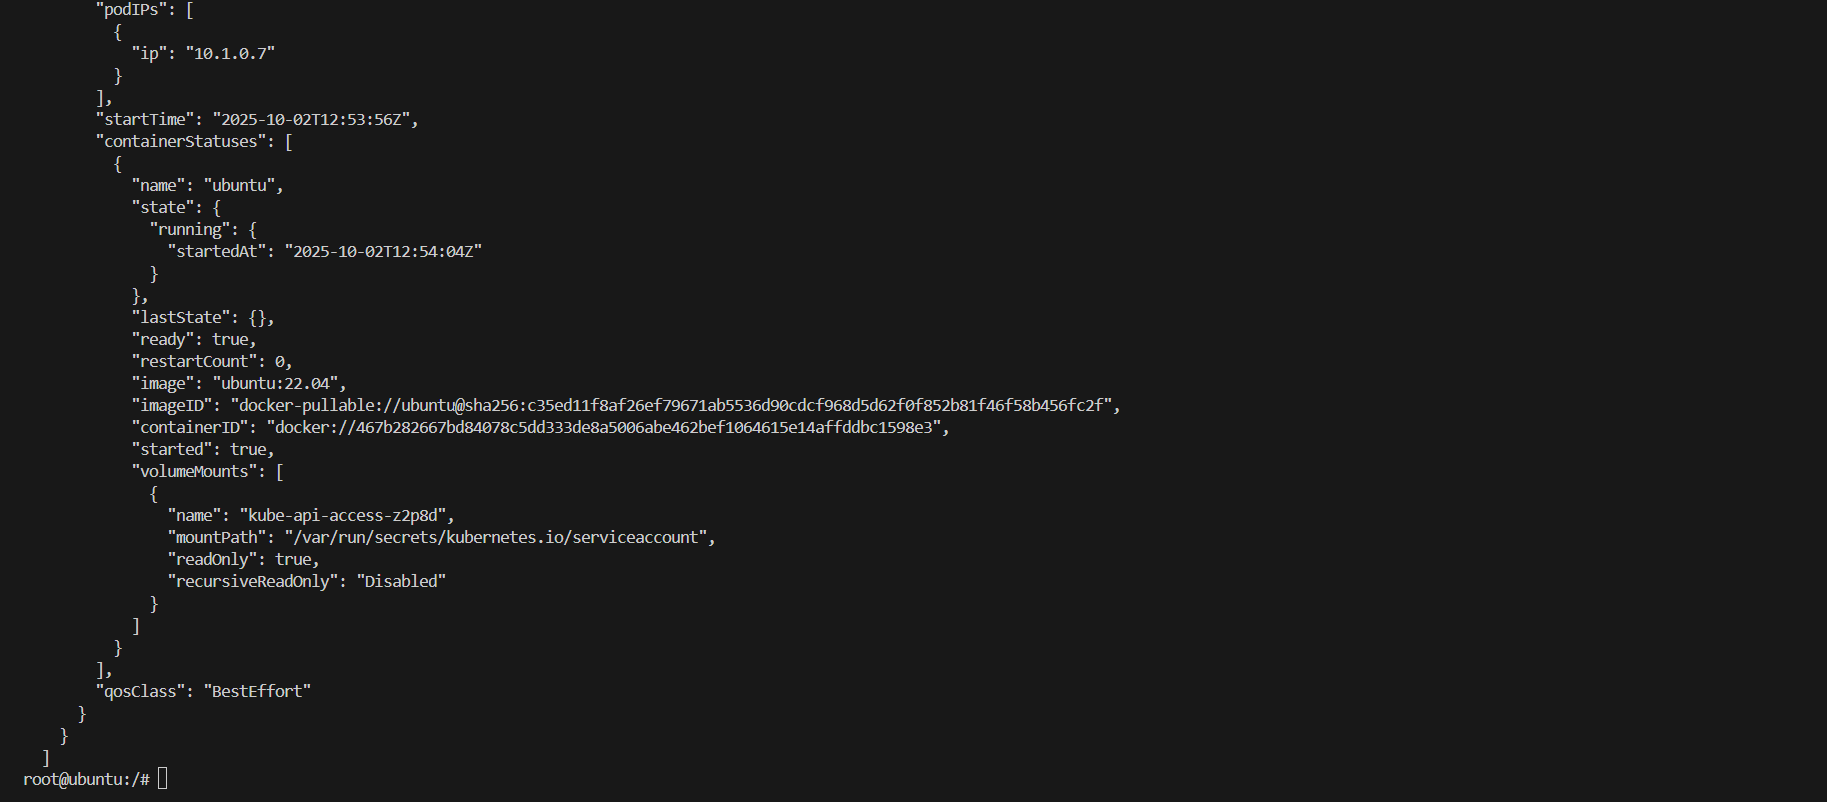 "podIPs": [
{
"ip": "10.1.0.7"
}
],
"startTime": "2025-10-02T12:53:56Z",
"containerStatuses": [
{
"name": "ubuntu",
"state": {
"running": {
"startedAt": "2025-10-02T12:54:04Z"
}
},
"lastState": {},
"ready": true,
"restartCount": 0,
"image": "ubuntu:22.04",
"imageID": "docker-pullable://ubuntu@sha256:c35ed11f8af26ef79671ab5536d90cdcf968d5d62f0f852b81f46f58b456fc2f",
"containerID": "docker://467b282667bd84078c5dd333de8a5006abe462bef1064615e14affddbc1598e3",
"started": true,
"volumeMounts": [
{
"name": "kube-api-access-z2p8d",
"mountPath": "/var/run/secrets/kubernetes.io/serviceaccount",
"readOnly": true,
"recursiveReadOnly": "Disabled"
}
]
}
],
"qosClass": "BestEffort"
}
}
]
root@ubuntu:/#